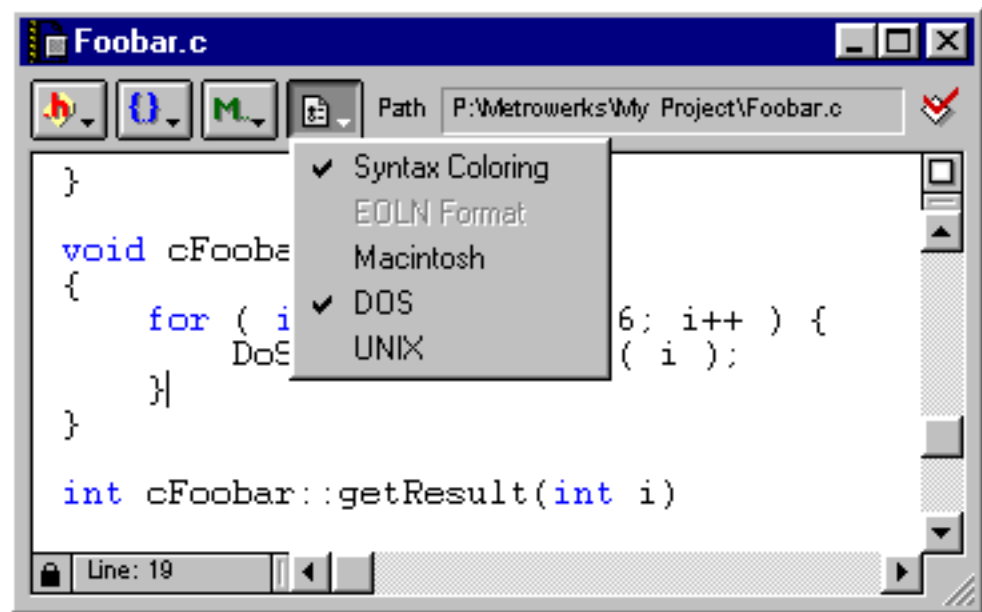 Foobar.c
h {} M.. Path P:\Metrowerks\My Project\Foobar.c
Syntax Coloring
EOLN Format
Macintosh
DOS
UNIX
}
void cFooba
{
for ( i 6; i++ ) {
DoS ( i );
}
}
int cFoobar::getResult(int i)
Line: 19